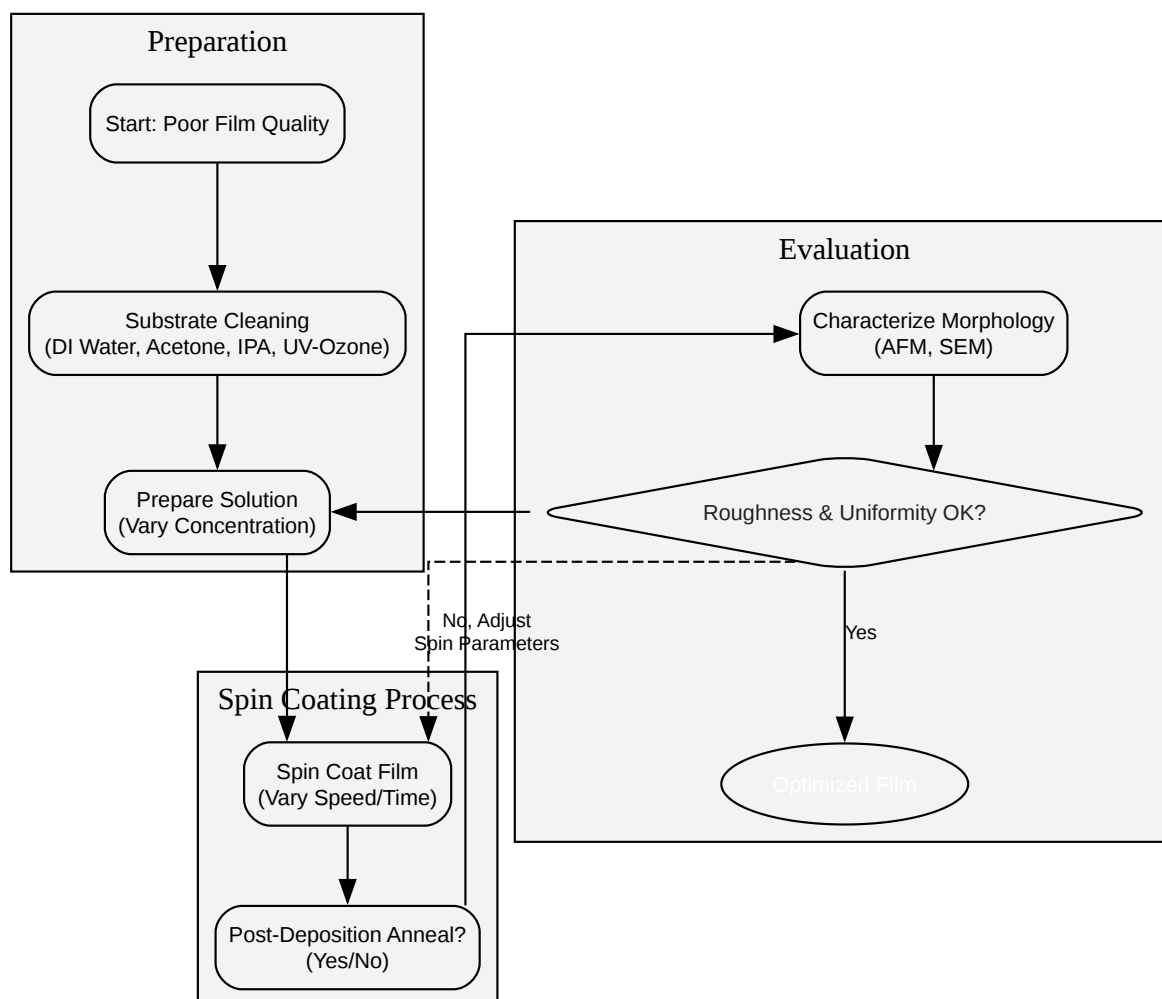 Preparation
Start: Poor Film Quality
Substrate Cleaning
(DI Water, Acetone, IPA, UV-Ozone)
Prepare Solution
(Vary Concentration)
Evaluation
Characterize Morphology
(AFM, SEM)
Roughness & Uniformity OK?
No, Adjust
Spin Parameters
Yes
Spin Coating Process
Spin Coat Film
(Vary Speed/Time)
Optimized Film
Post-Deposition Anneal?
(Yes/No)